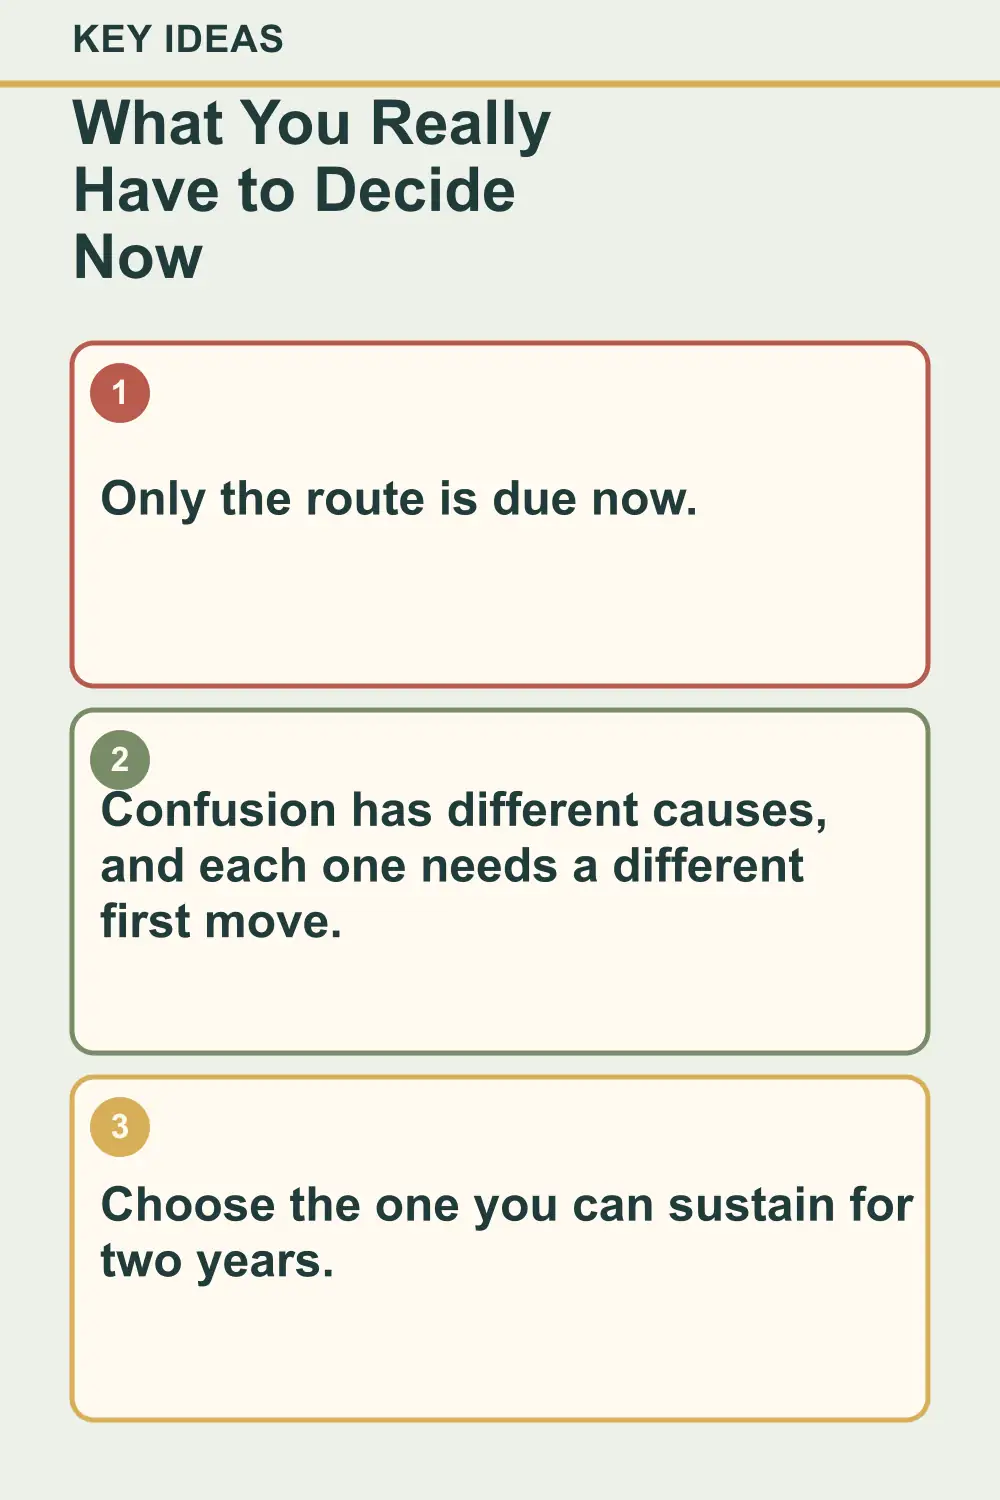 KEY IDEAS
What You Really
Have to Decide
Now
1
Only the route is due now.
2
Confusion has different causes,
and each one needs a different
first move.
3
Choose the one you can sustain for
two years.